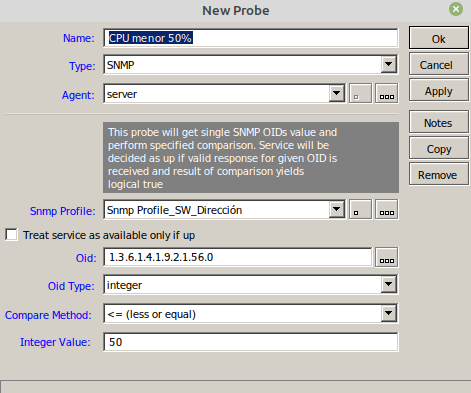 New Probe
Name: CPU menor 50%
Ok
Type: SNMP
Cancel
Agent: server
Apply
This probe will get single SNMP OIDs value and
perform specified comparison. Service will be
decided as up if valid response for given OID is
received and result of comparison yields
logical true
Notes
Copy
Remove
Snmp Profile: Snmp Profile_SW_Dirección
Treat service as available only if up
Oid: 1.3.6.1.4.1.9.2.1.56.0
Oid Type: integer
Compare Method: <= (less or equal)
Integer Value: 50